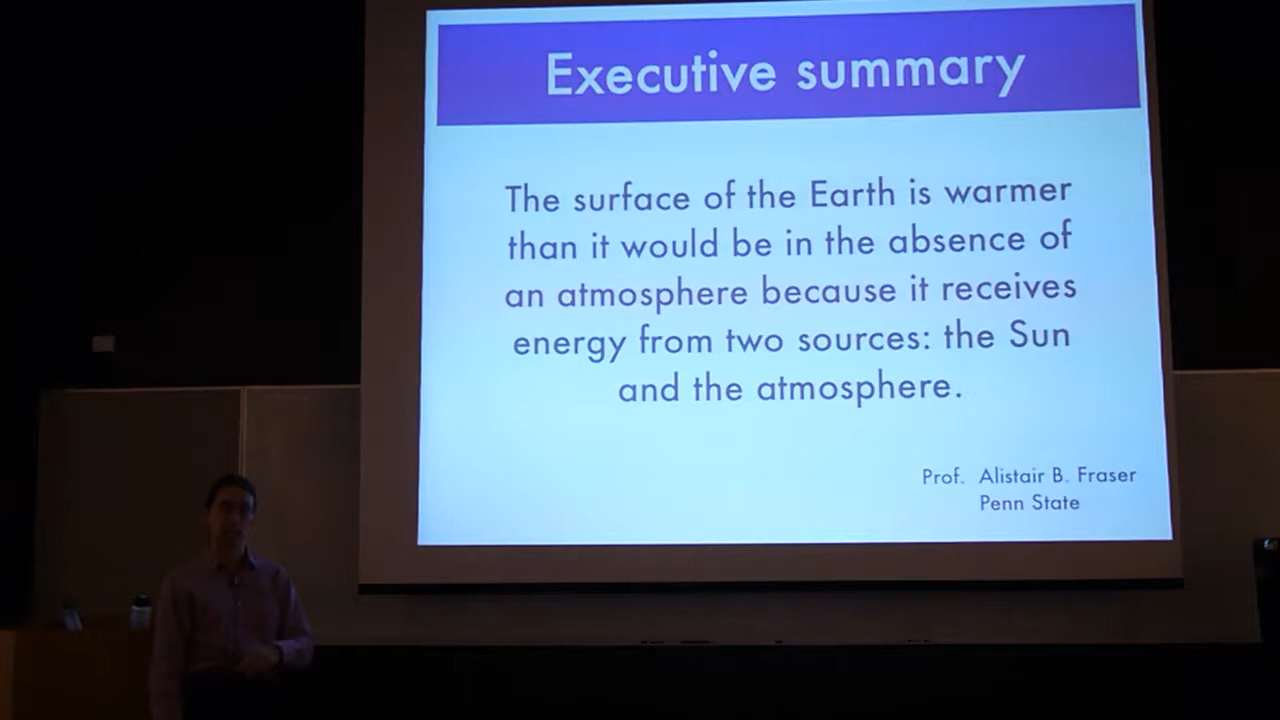 Executive summary
The surface of the Earth is warmer
than it would be in the absence of
an atmosphere because it receives
energy from two sources: the Sun
and the atmosphere.
Prof. Alistair B. Fraser
Penn State